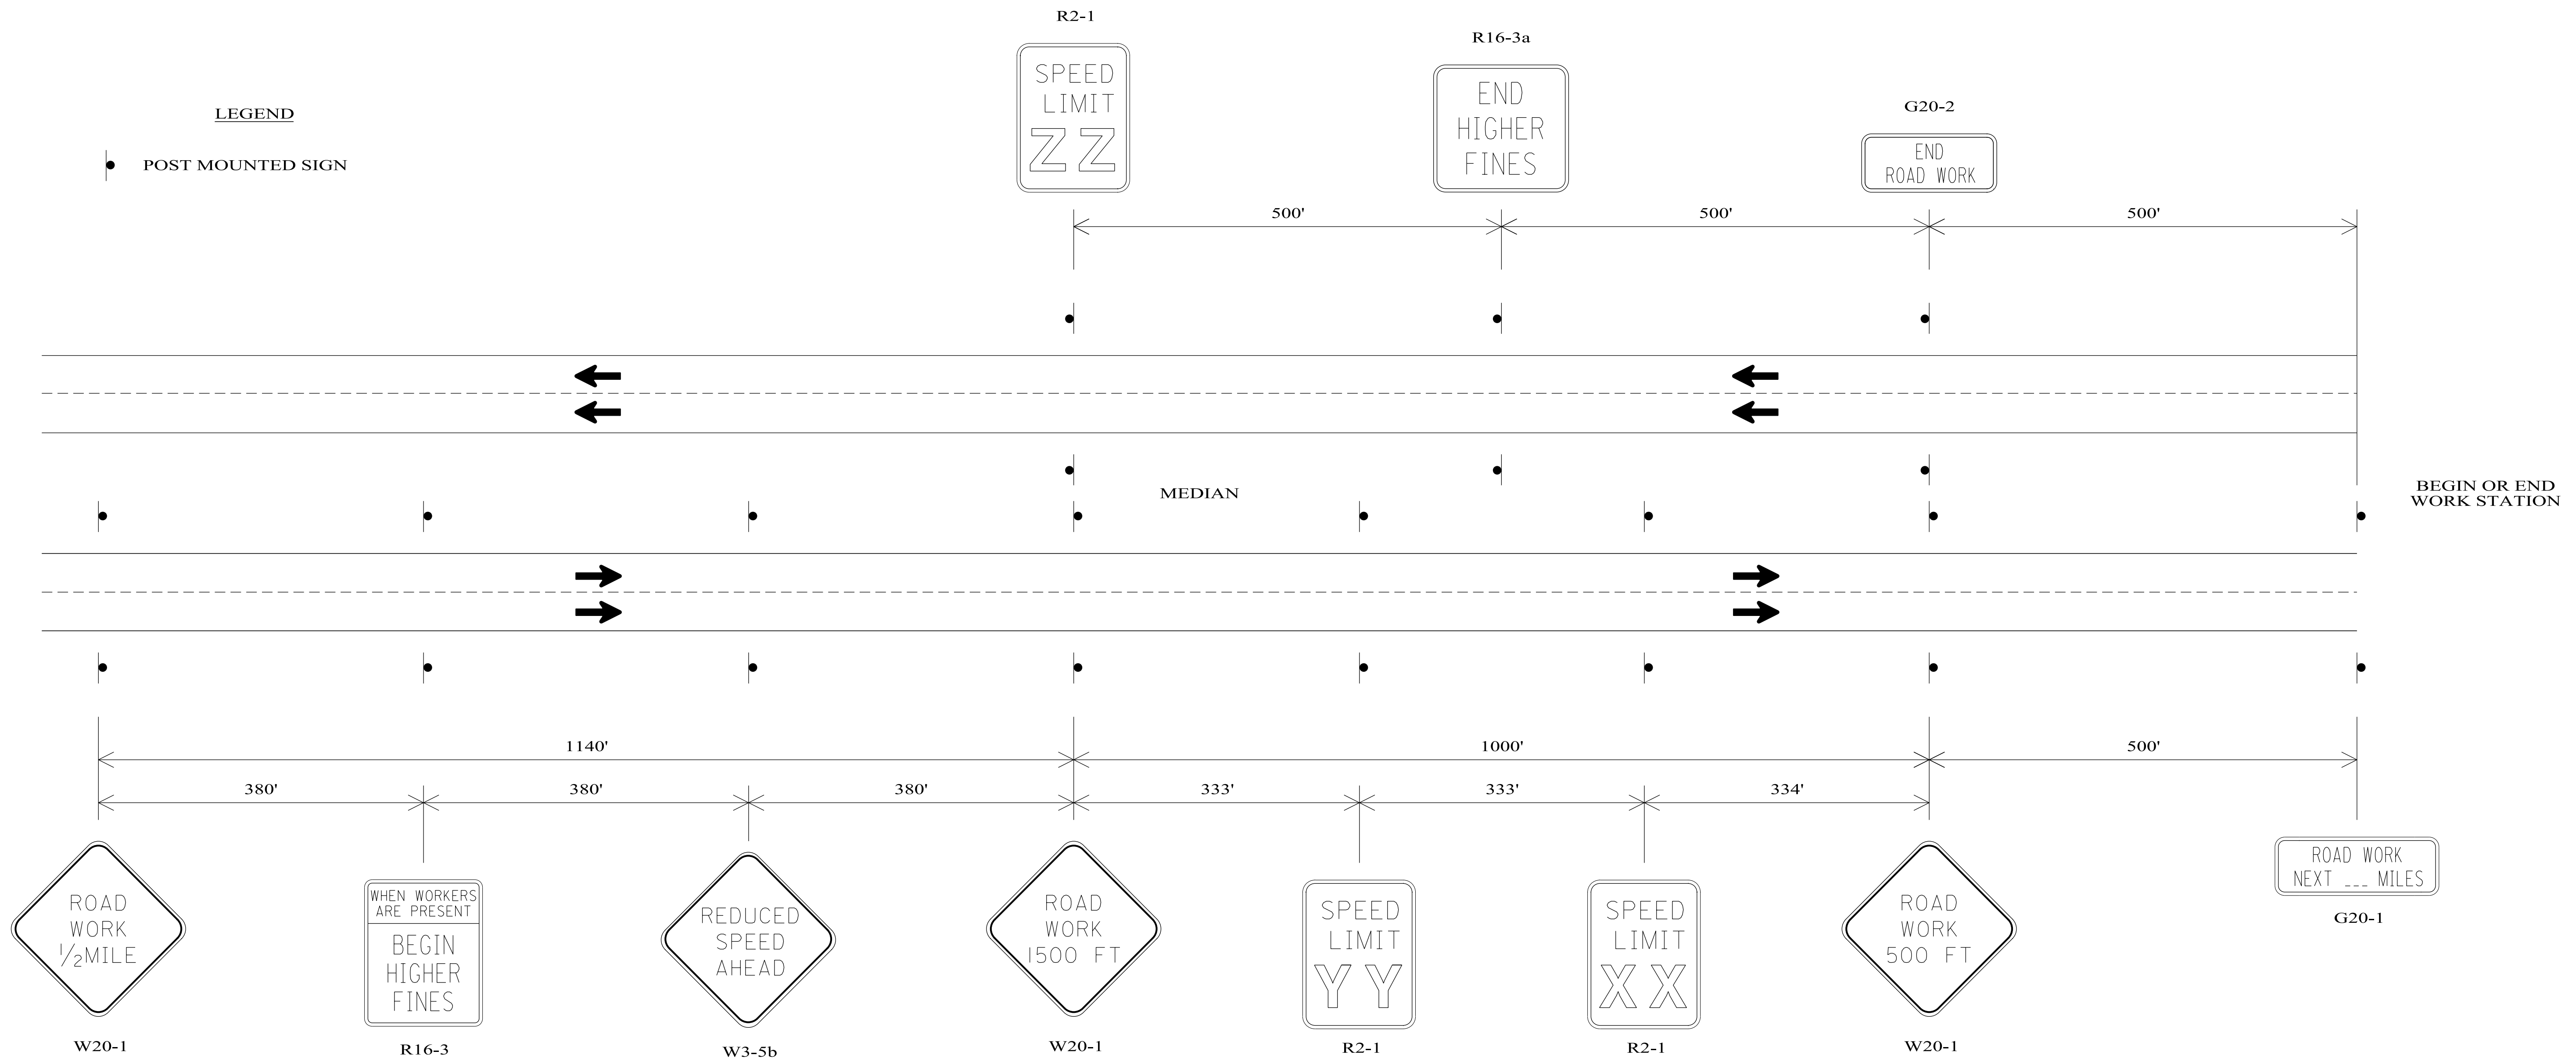 R2-1
SPEED
LIMIT
ZZ
R16-3a
END
HIGHER
FINES
G20-2
END
ROAD WORK
LEGEND
POST MOUNTED SIGN
500'
500'
500'
MEDIAN
BEGIN OR END
WORK STATION
1140'
1000'
500'
380'
380'
380'
333'
333'
334'
ROAD
WORK
1/2 MILE
W20-1
WHEN WORKERS
ARE PRESENT
BEGIN
HIGHER
FINES
R16-3
REDUCED
SPEED
AHEAD
W3-5b
ROAD
WORK
1500 FT
W20-1
SPEED
LIMIT
YY
R2-1
SPEED
LIMIT
XX
R2-1
ROAD
WORK
500 FT
W20-1
ROAD WORK
NEXT ___ MILES
G20-1